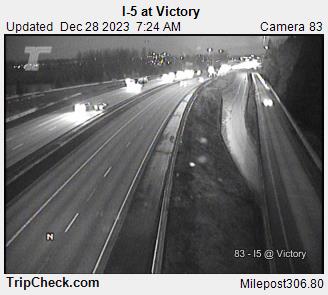 I-5 at Victory
Updated Dec 28 2023 7:24 AM Camera 83
T
N
83 - I5 @ Victory
TripCheck.com Milepost306.80